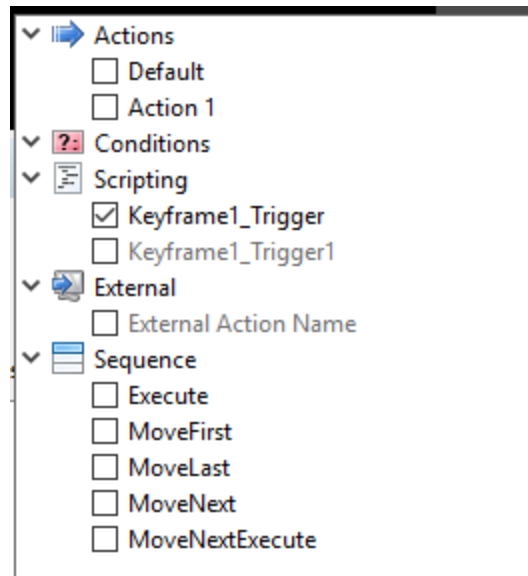 Actions
Default
Action 1
?: Conditions
Scripting
Keyframe1_Trigger
Keyframe1_Trigger1
External
External Action Name
Sequence
Execute
MoveFirst
MoveLast
MoveNext
MoveNextExecute